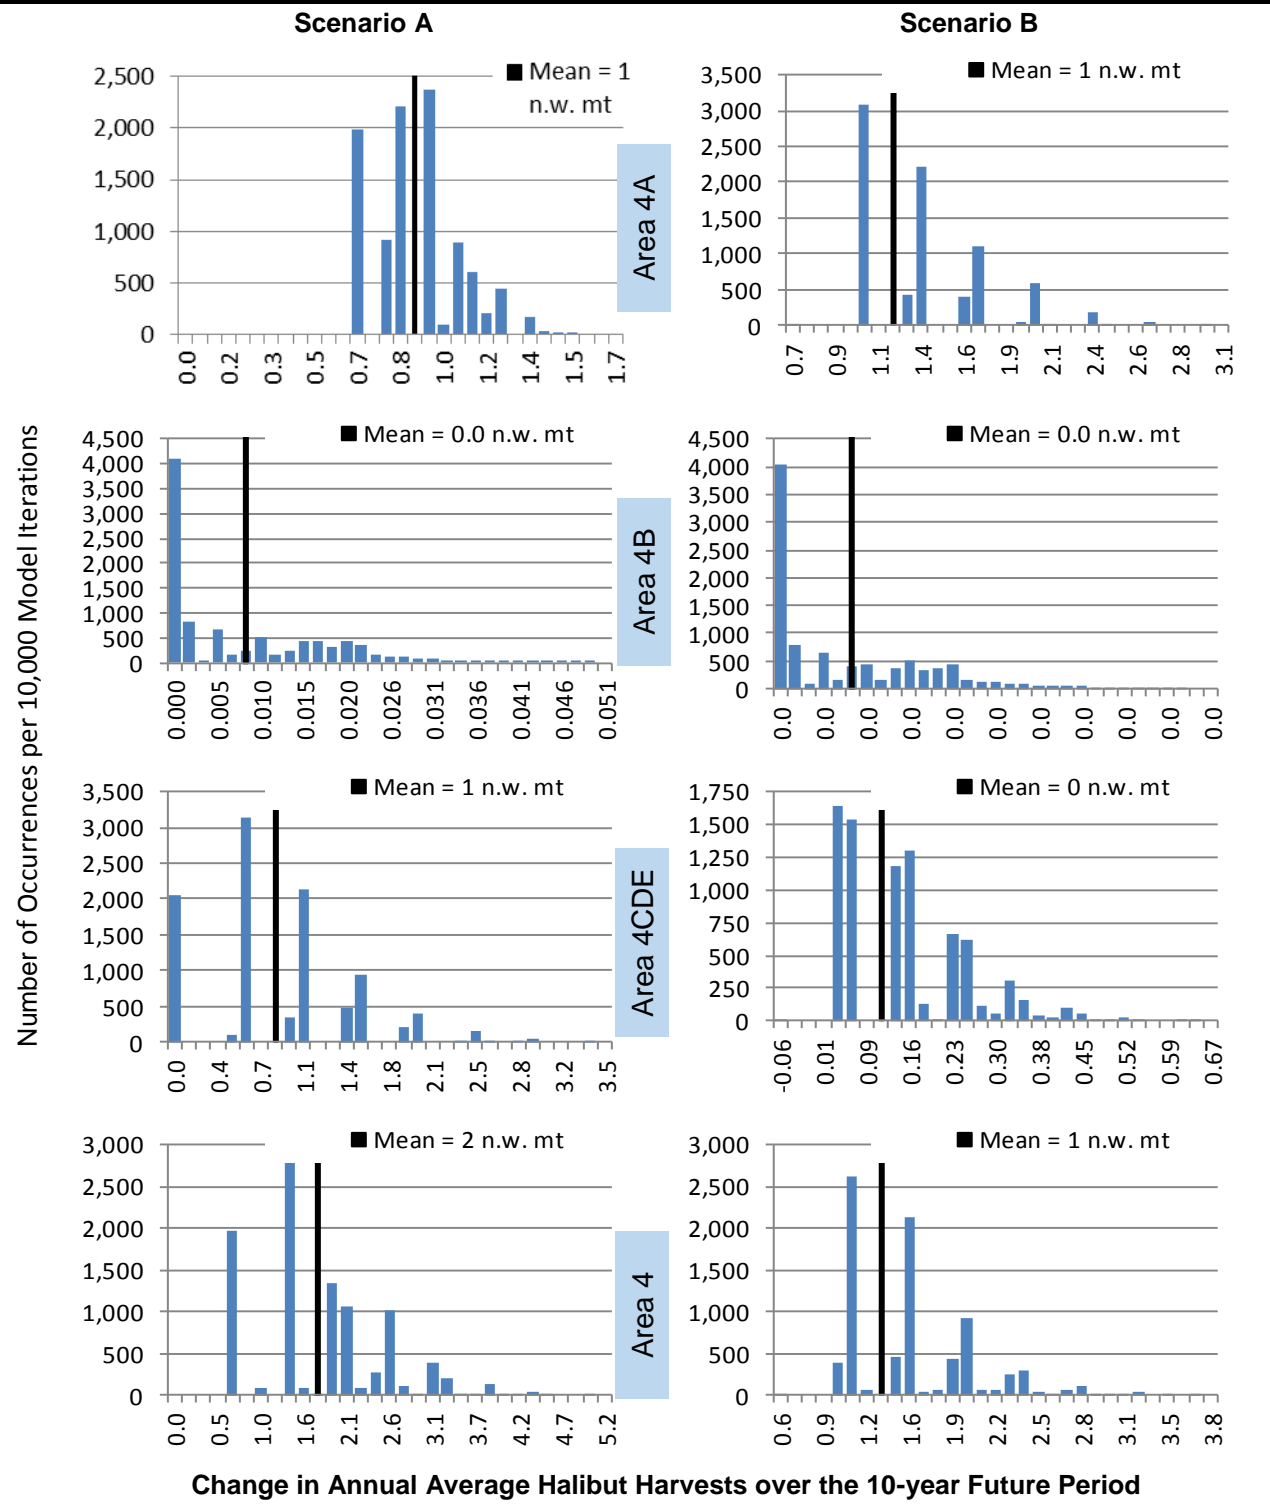 Scenario A
Scenario B
Number of Occurrences per 10,000 Model Iterations
Mean = 1
n.w. mt
2,500
2,000
1,500
1,000
500
0
0.0 0.2 0.3 0.5 0.7 0.8 1.0 1.2 1.4 1.5 1.7
Area 4A
Mean = 1 n.w. mt
3,500
3,000
2,500
2,000
1,500
1,000
500
0
0.7 0.9 1.1 1.4 1.6 1.9 2.1 2.4 2.6 2.8 3.1
Mean = 0.0 n.w. mt
4,500
4,000
3,500
3,000
2,500
2,000
1,500
1,000
500
0
0.000 0.005 0.010 0.015 0.020 0.026 0.031 0.036 0.041 0.046 0.051
Area 4B
Mean = 0.0 n.w. mt
4,500
4,000
3,500
3,000
2,500
2,000
1,500
1,000
500
0
0.0 0.0 0.0 0.0 0.0 0.0 0.0 0.0 0.0 0.0 0.0
Mean = 1 n.w. mt
3,500
3,000
2,500
2,000
1,500
1,000
500
0
0.0 0.4 0.7 1.1 1.4 1.8 2.1 2.5 2.8 3.2 3.5
Area 4CDE
Mean = 0 n.w. mt
1,750
1,500
1,250
1,000
750
500
250
0
-0.06 0.01 0.09 0.16 0.23 0.30 0.38 0.45 0.52 0.59 0.67
Mean = 2 n.w. mt
3,000
2,500
2,000
1,500
1,000
500
0
0.0 0.5 1.0 1.6 2.1 2.6 3.1 3.7 4.2 4.7 5.2
Area 4
Mean = 1 n.w. mt
3,000
2,500
2,000
1,500
1,000
500
0
0.6 0.9 1.2 1.6 1.9 2.2 2.5 2.8 3.1 3.5 3.8
Change in Annual Average Halibut Harvests over the 10-year Future Period